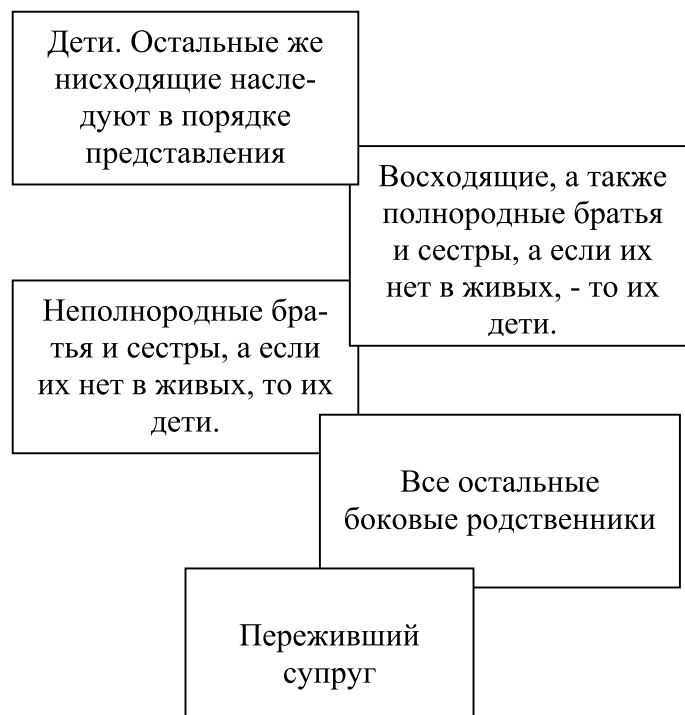 Дети. Остальные же
нисходящие насле-
дуют в порядке
представления
Восходящие, а также
полнородные братья
и сестры, а если их
нет в живых, - то их
дети.
Неполнородные бра-
тья и сестры, а если
их нет в живых, то их
дети.
Все остальные
боковые родственники
Переживший
супруг